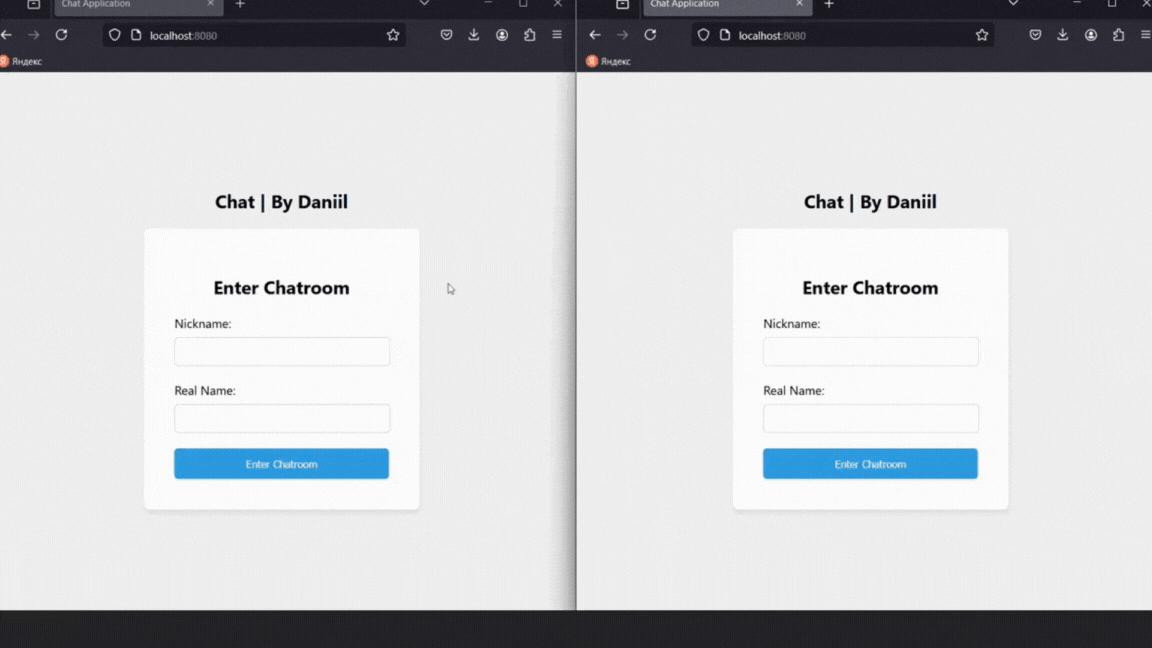 Chat Application
localhost:8080
Яндекс
Chat | By Daniil
Enter Chatroom
Nickname:
Real Name:
Enter Chatroom
Chat Application
localhost:8080
Яндекс
Chat | By Daniil
Enter Chatroom
Nickname:
Real Name:
Enter Chatroom